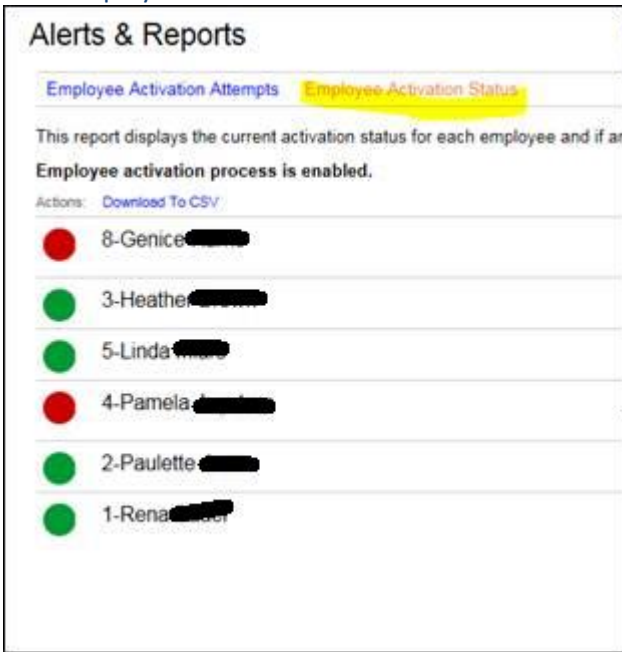 Alerts & Reports
Employee Activation Attempts Employee Activation Status
This report displays the current activation status for each employee and if
Employee activation process is enabled.
Actions: Download To CSV
8-Genice
3-Heather
5-Linda
4-Pamela
2-Paulette
1-Rena